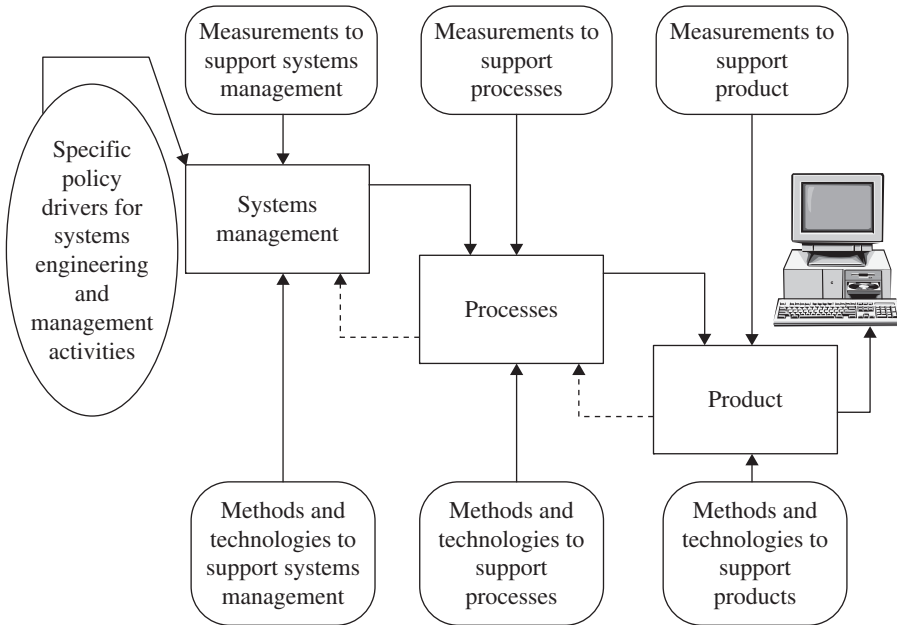 Measurements to
support systems
management
Measurements to
support
processes
Measurements to
support
product
Specific
policy
drivers for
systems
engineering
and
management
activities
Systems
management
Processes
Product
Methods and
technologies to
support systems
management
Methods and
technologies to
support
processes
Methods and
technologies to
support
products